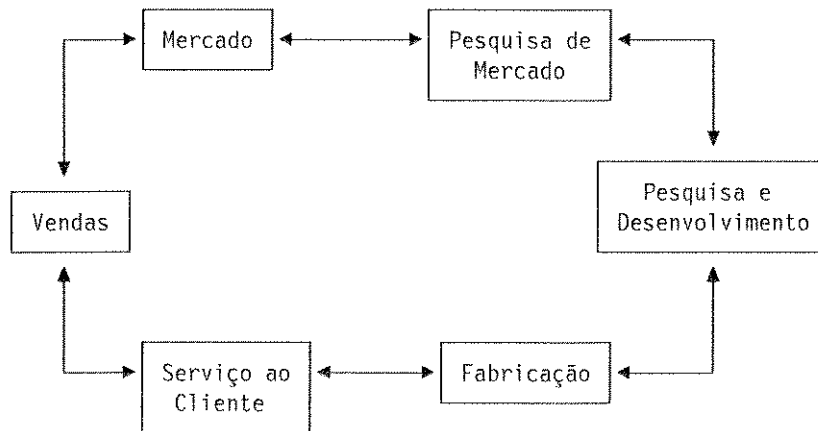 Mercado
Pesquisa de
Mercado
Vendas
Pesquisa e
Desenvolvimento
Serviço ao
Cliente
Fabricação